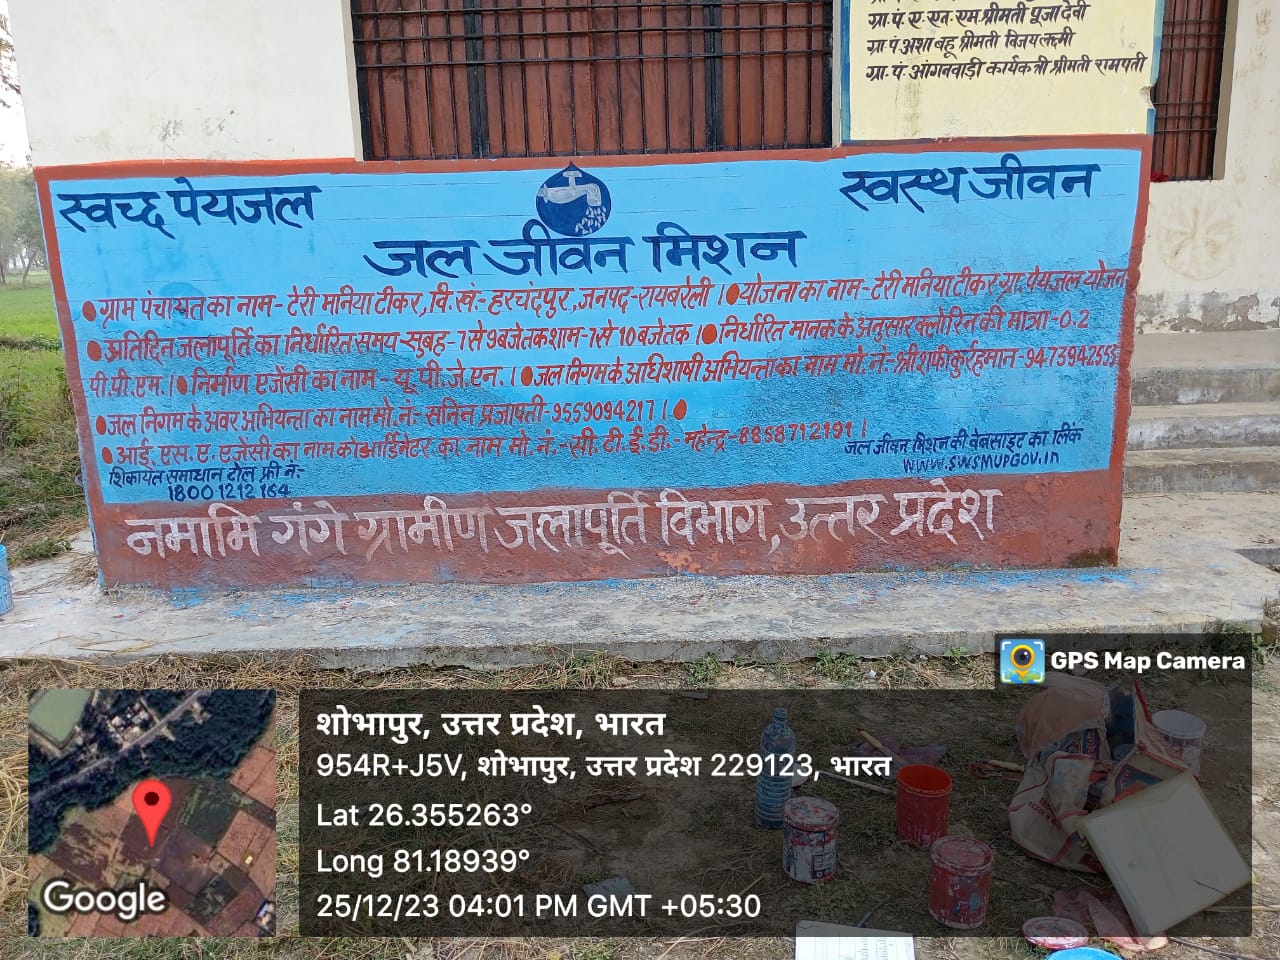 ग्रा. पं. ए. एन. एम. श्रीमती पूजा देवी
ग्रा. पं. अशा बहू श्रीमती विजय लक्ष्मी
ग्रा. पं. आंगनवाड़ी कार्यकत्री श्रीमती रामपती
स्वच्छ पेयजल
स्वस्थ जीवन
जल जीवन मिशन
●ग्राम पंचायत का नाम- टेरी मनिया टीकर, वि.खं.- हरचंदपुर, जनपद- रायबरेली।●योजना का नाम- टेरी मनिया टीकर ग्रा. पेयजल योजन
●प्रतिदिन जलापूर्ति का निर्धारित समय-सुबह-7 से 9 बजे तक शाम-7 से 10 बजे तक।●निर्धारित मानक के अनुसार क्लोरिन की मात्रा-0.2
पी.पी.एम.।●निर्माण एजेंसी का नाम- यू.पी.जे.एन.।●जल निगम के अधिशाषी अभियन्ता का नाम मो. नं.- श्री शफीकुर्रहमान-
●जल निगम के अवर अभियन्ता का नाम मो. नं.- प्रजापती-9559094217।●
●आई. एस. ए. एजेंसी का नाम कोआर्डिनेटर का नाम मो. नं.- सी.टी.ई.डी.- महेन्द्र-8858712191।
शिकायत समाधान टोल फ्री नं.-
18001212164
जल जीवन मिशन की वेबसाइट का लिंक
WWW.SWSMUPGOV.in
नमामि गंगे ग्रामीण जलापूर्ति विभाग, उत्तर प्रदेश
GPS Map Camera
शोभापुर, उत्तर प्रदेश, भारत
954R+J5V, शोभापुर, उत्तर प्रदेश 229123, भारत
Lat 26.355263°
Long 81.18939°
25/12/23 04:01 PM GMT +05:30
Google